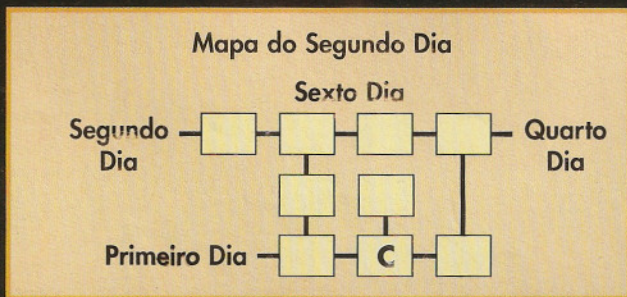 Mapa do Segundo Dia
Sexto Dia
Segundo
Dia
Quarto
Dia
Primeiro Dia
C